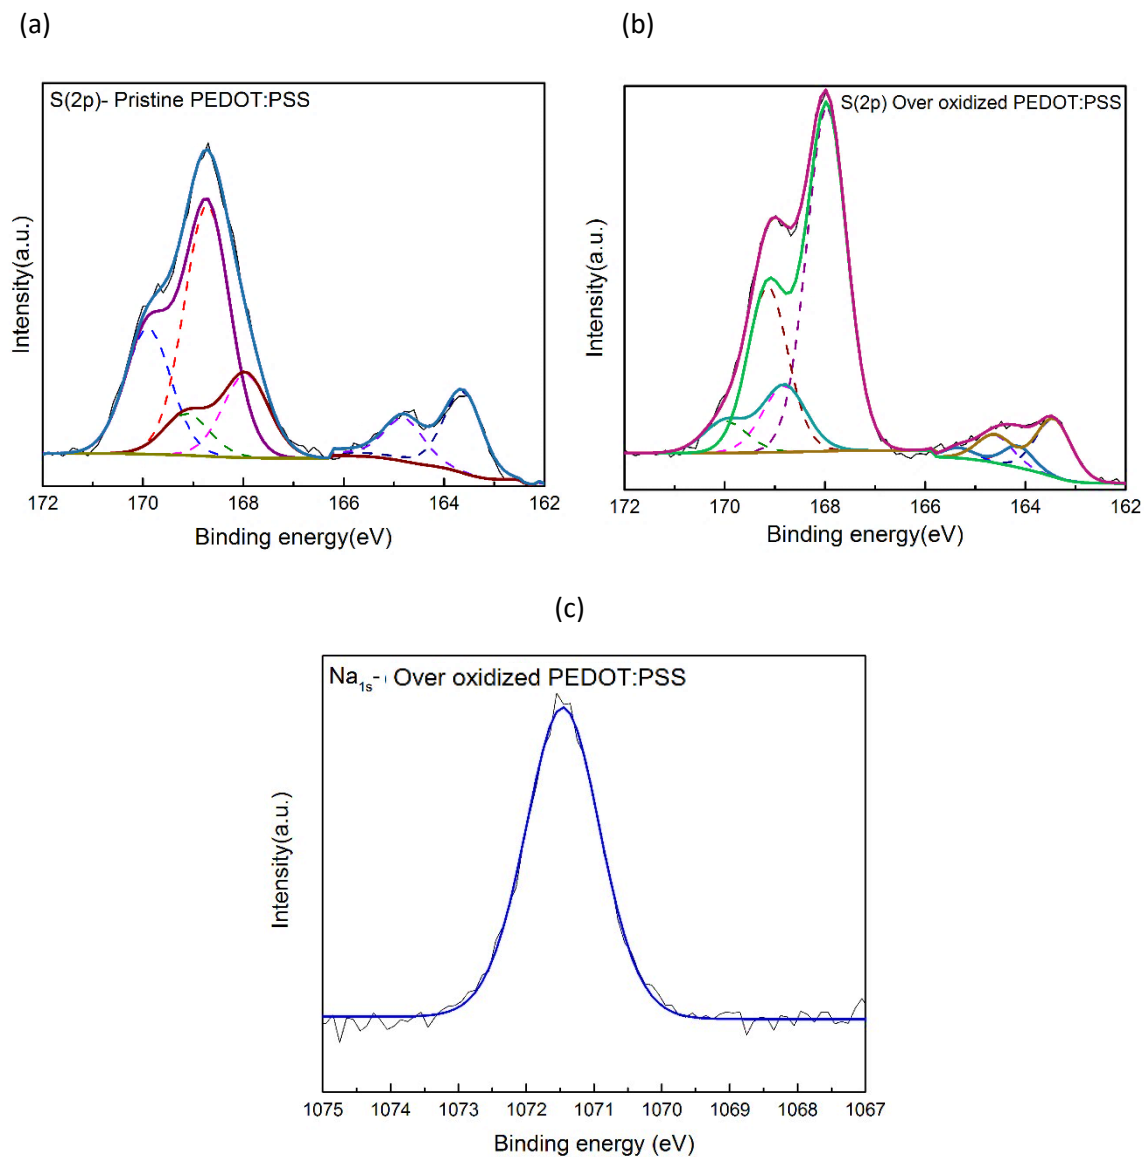 (a)
(b)
S(2p)- Pristine PEDOT:PSS
S(2p) Over oxidized PEDOT:PSS
Intensity(a.u.)
Intensity(a.u.)
172 170 168 166 164 162
172 170 168 166 164 162
Binding energy(eV)
Binding energy(eV)
(c)
Na1s- Over oxidized PEDOT:PSS
Intensity(a.u.)
1075 1074 1073 1072 1071 1070 1069 1068 1067
Binding energy (eV)